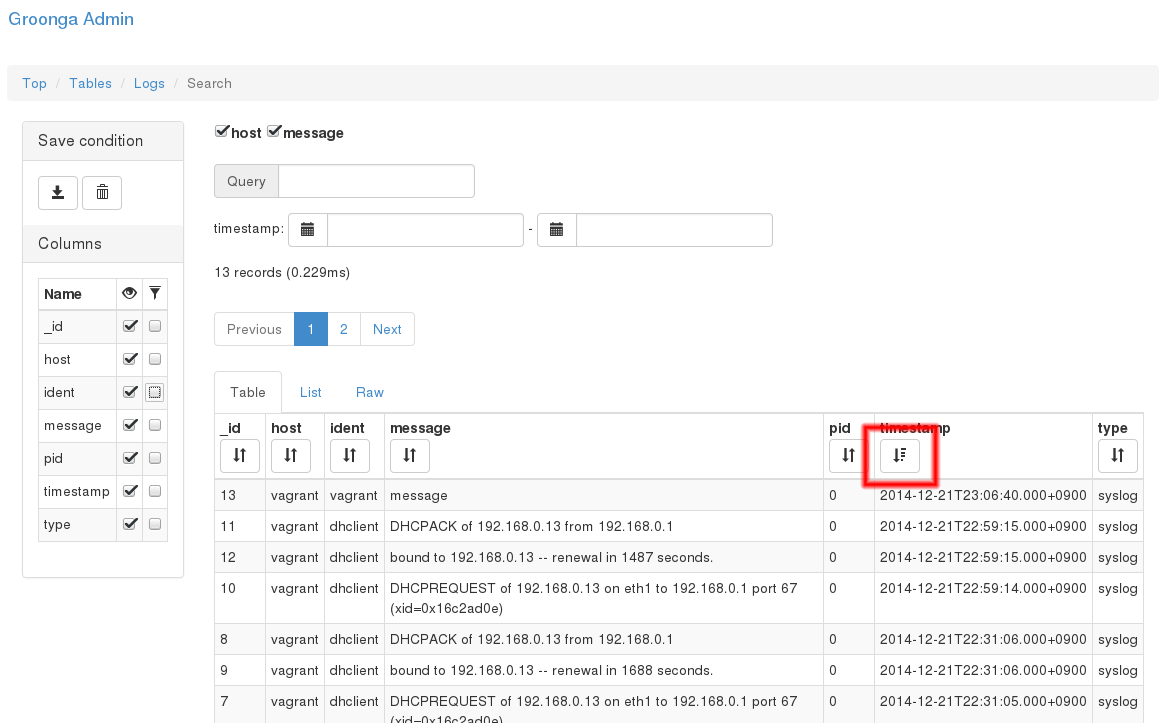 Groonga Admin
Top / Tables / Logs / Search
Save condition
Columns
Name
_id
host
ident
message
pid
timestamp
type
host message
Query
timestamp: -
13 records (0.229ms)
Previous 1 2 Next
Table List Raw
_id host ident message pid timestamp type
13 vagrant vagrant message 0 2014-12-21T23:06:40.000+0900 syslog
11 vagrant dhclient DHCPACK of 192.168.0.13 from 192.168.0.1 0 2014-12-21T22:59:15.000+0900 syslog
12 vagrant dhclient bound to 192.168.0.13 -- renewal in 1487 seconds. 0 2014-12-21T22:59:15.000+0900 syslog
10 vagrant dhclient DHCPREQUEST of 192.168.0.13 on eth1 to 192.168.0.1 port 67 0 2014-12-21T22:59:14.000+0900 syslog
(xid=0x16c2ad0e)
8 vagrant dhclient DHCPACK of 192.168.0.13 from 192.168.0.1 0 2014-12-21T22:31:06.000+0900 syslog
9 vagrant dhclient bound to 192.168.0.13 -- renewal in 1688 seconds. 0 2014-12-21T22:31:06.000+0900 syslog
7 vagrant dhclient DHCPREQUEST of 192.168.0.13 on eth1 to 192.168.0.1 port 67 0 2014-12-21T22:31:05.000+0900 syslog
(xid=0x16c2ad0e)